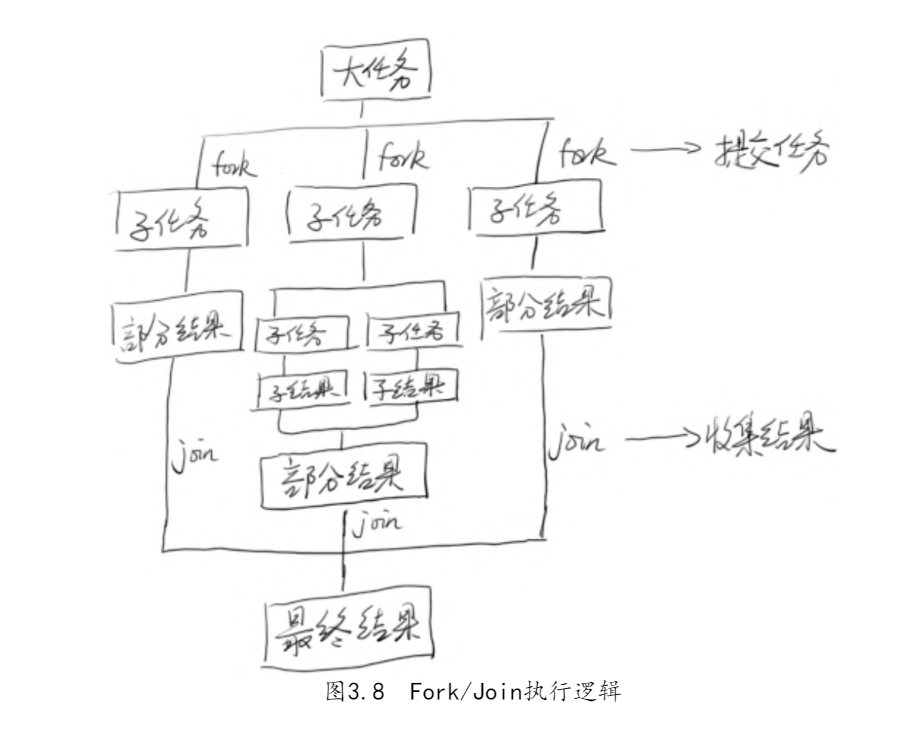 大任务
fork fork fork 提交任务
子任务 子任务 子任务
部分结果 部分结果
子任务 子任务
子结果 子结果
join join 收集结果
部分结果
join
最终结果
图3.8 Fork/Join执行逻辑